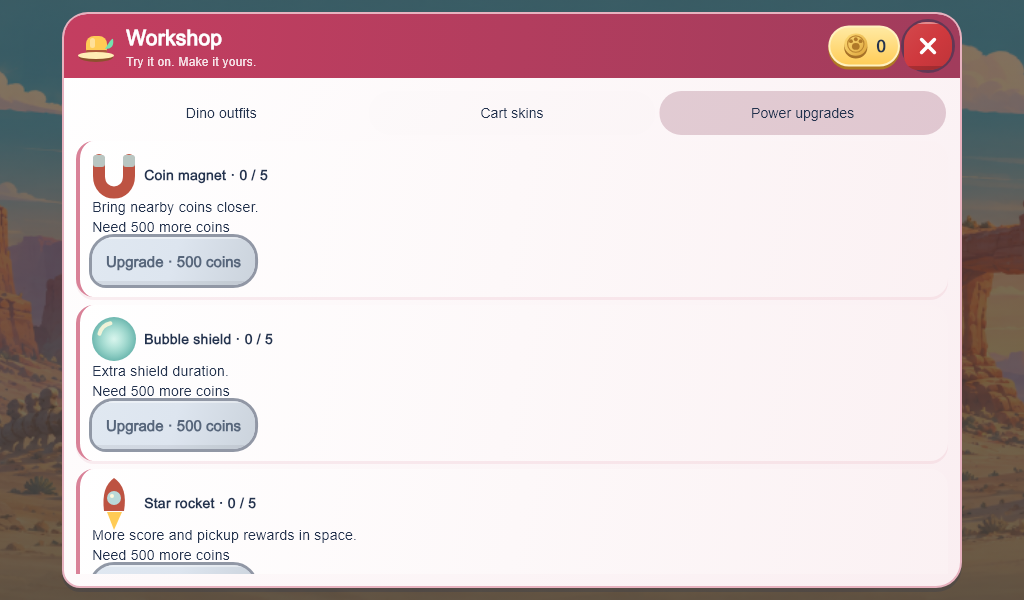 Workshop
Try it on. Make it yours.
0
Dino outfits
Cart skins
Power upgrades
Coin magnet · 0 / 5
Bring nearby coins closer.
Need 500 more coins
Upgrade · 500 coins
Bubble shield · 0 / 5
Extra shield duration.
Need 500 more coins
Upgrade · 500 coins
Star rocket · 0 / 5
More score and pickup rewards in space.
Need 500 more coins